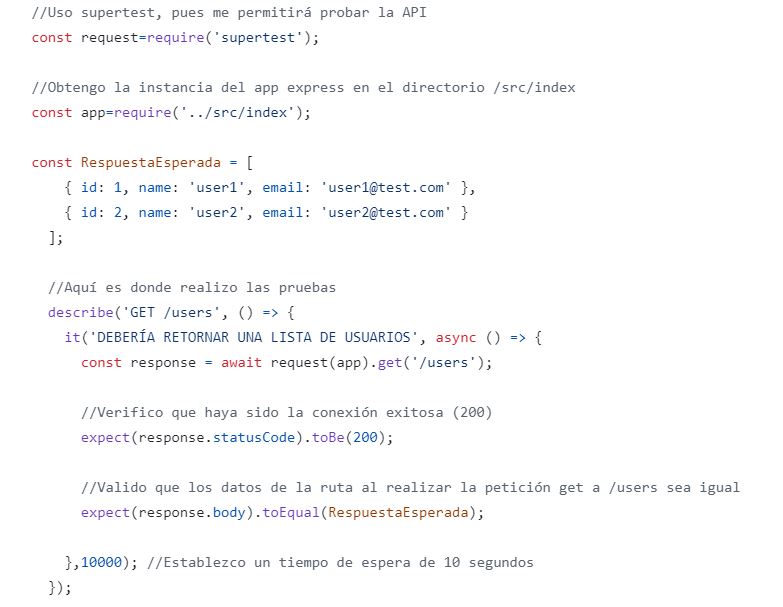 //Uso supertest, pues me permitirá probar la API
const request=require('supertest');
//Obtengo la instancia del app express en el directorio /src/index
const app=require('../src/index');
const RespuestaEsperada = [
{ id: 1, name: 'user1', email: 'user1@test.com' },
{ id: 2, name: 'user2', email: 'user2@test.com' }
];
//Aquí es donde realizo las pruebas
describe('GET /users', () => {
it('DEBERÍA RETORNAR UNA LISTA DE USUARIOS', async () => {
const response = await request(app).get('/users');
//Verifico que haya sido la conexión exitosa (200)
expect(response.statusCode).toBe(200);
//Valido que los datos de la ruta al realizar la petición get a /users sea igual
expect(response.body).toEqual(RespuestaEsperada);
},10000); //Establezco un tiempo de espera de 10 segundos
});